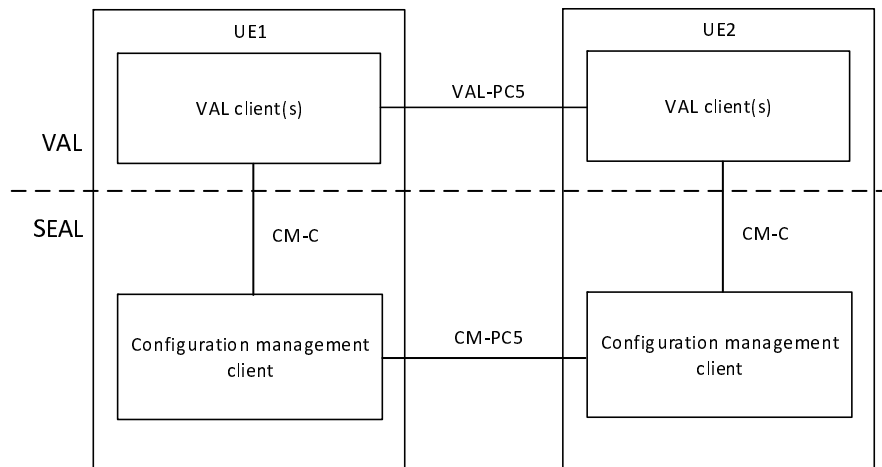 UE1
UE2
VAL client(s)
VAL-PC5
VAL client(s)
VAL
SEAL
CM-C
CM-C
Configuration management
client
CM-PC5
Configuration management
client